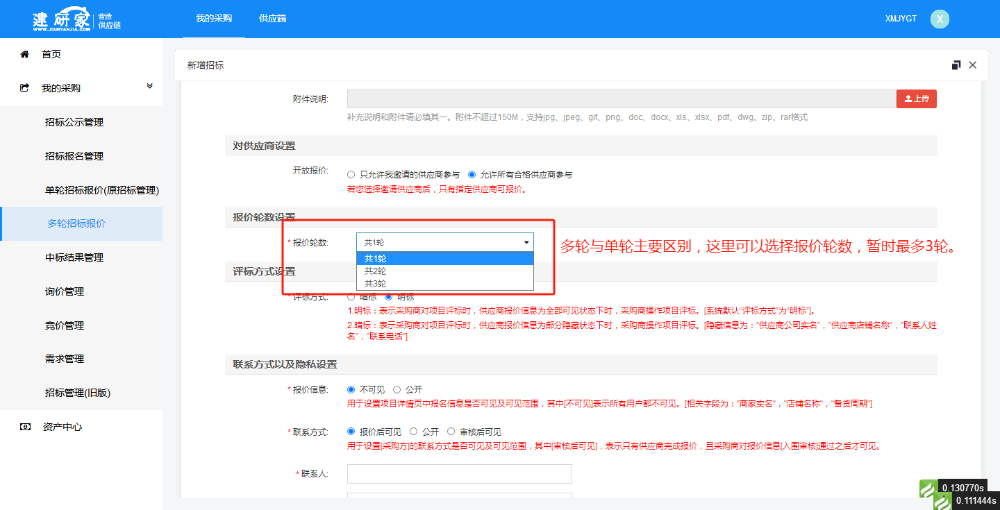 建研家 营造
WWW.JIANYANJIA.COM 供应链
我的采购 供应端 XMJYGT X
首页
我的采购
招标公示管理
招标报名管理
单轮招标报价(原招标管理)
多轮招标报价
中标结果管理
询价管理
竞价管理
需求管理
招标管理(旧版)
资产中心
新增招标
附件说明: 上传
补充说明和附件请必填其一。附件不超过150M，支持jpg、jpeg、gif、png、doc、docx、xls、xlsx、pdf、dwg、zip、rar格式
对供应商设置
开放报价: 只允许我邀请的供应商参与 允许所有合格供应商参与
若您选择邀请供应商后，只有指定供应商可报价。
报价轮数设置
* 报价轮数: 共1轮
共1轮
共2轮
共3轮
多轮与单轮主要区别，这里可以选择报价轮数，暂时最多3轮。
评标方式设置
* 评标方式: 暗标 明标
1.明标：表示采购商对项目评标时，供应商报价信息为全部可见状态下时，采购商操作项目评标。[系统默认“评标方式”为“明标”]。
2.暗标：表示采购商对项目评标时，供应商报价信息为部分隐藏状态下时，采购商操作项目评标。[隐藏信息为："供应商公司实名"，"供应商店铺名称"，"联系人姓
名"，"联系电话"]
联系方式以及隐私设置
* 报价信息: 不可见 公开
用于设置项目详情页中报名信息是否可见及可见范围，其中[不可见]表示所有用户都不可见。[相关字段为："商家实名"，"店铺名称"，"备货周期"]
* 联系方式: 报价后可见 公开 审核后可见
用于设置[采购方]的联系方式是否可见及可见范围，其中[审核后可见]，表示只有供应商完成报价，且采购商对报价信息[入围审核]通过之后才可见。
* 联系人:
0.130770s
0.111444s